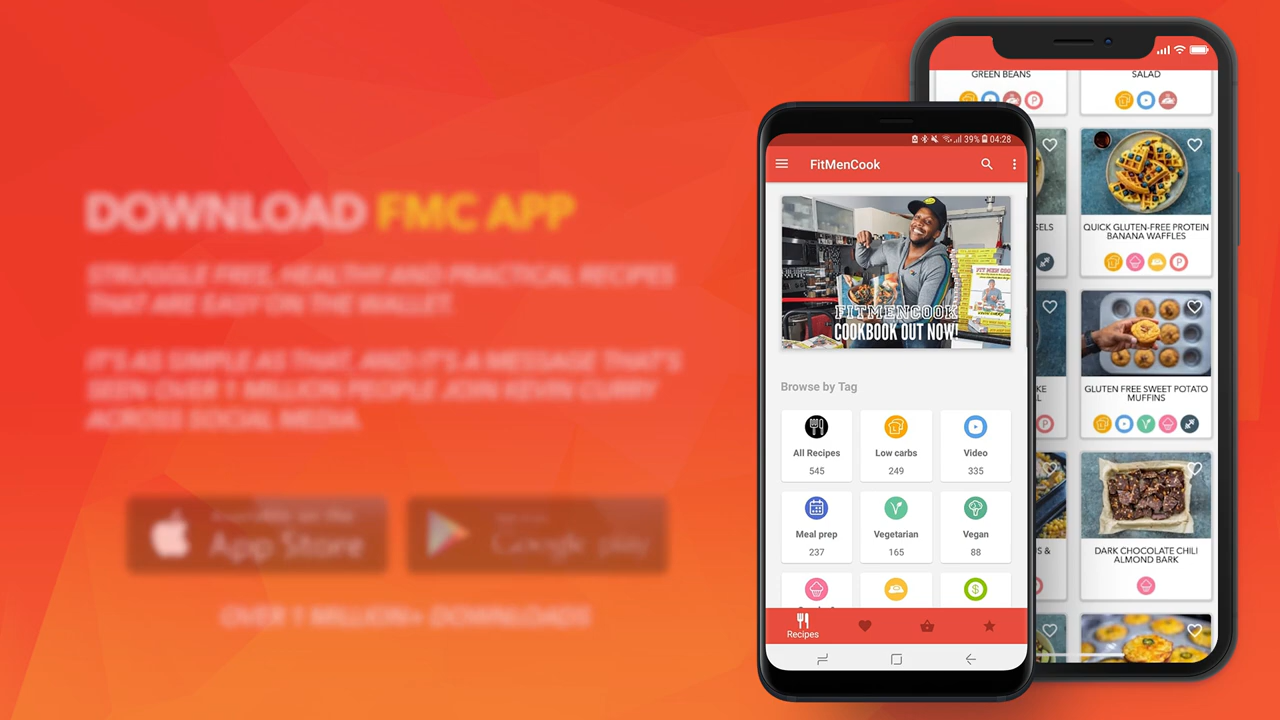 DOWNLOAD FMC APP
STRUGGLE FREE, HEALTHY AND PRACTICAL RECIPES
THAT ARE EASY ON THE WALLET.
IT'S AS SIMPLE AS THAT, AND IT'S A MESSAGE THAT'S
SEEN OVER 1 MILLION PEOPLE JOIN KEVIN CURRY
ACROSS SOCIAL MEDIA.
App Store
Google play
OVER 1 MILLION+ DOWNLOADS
39% 04:28
FitMenCook
FIT MEN COOK
FITMENCOOK
COOKBOOK OUT NOW!
Browse by Tag
All Recipes
545
Low carbs
249
Video
335
Meal prep
237
Vegetarian
165
Vegan
88
Recipes
GREEN BEANS
SALAD
P
QUICK GLUTEN-FREE PROTEIN
BANANA WAFFLES
P
GLUTEN FREE SWEET POTATO
MUFFINS
P
DARK CHOCOLATE CHILI
ALMOND BARK